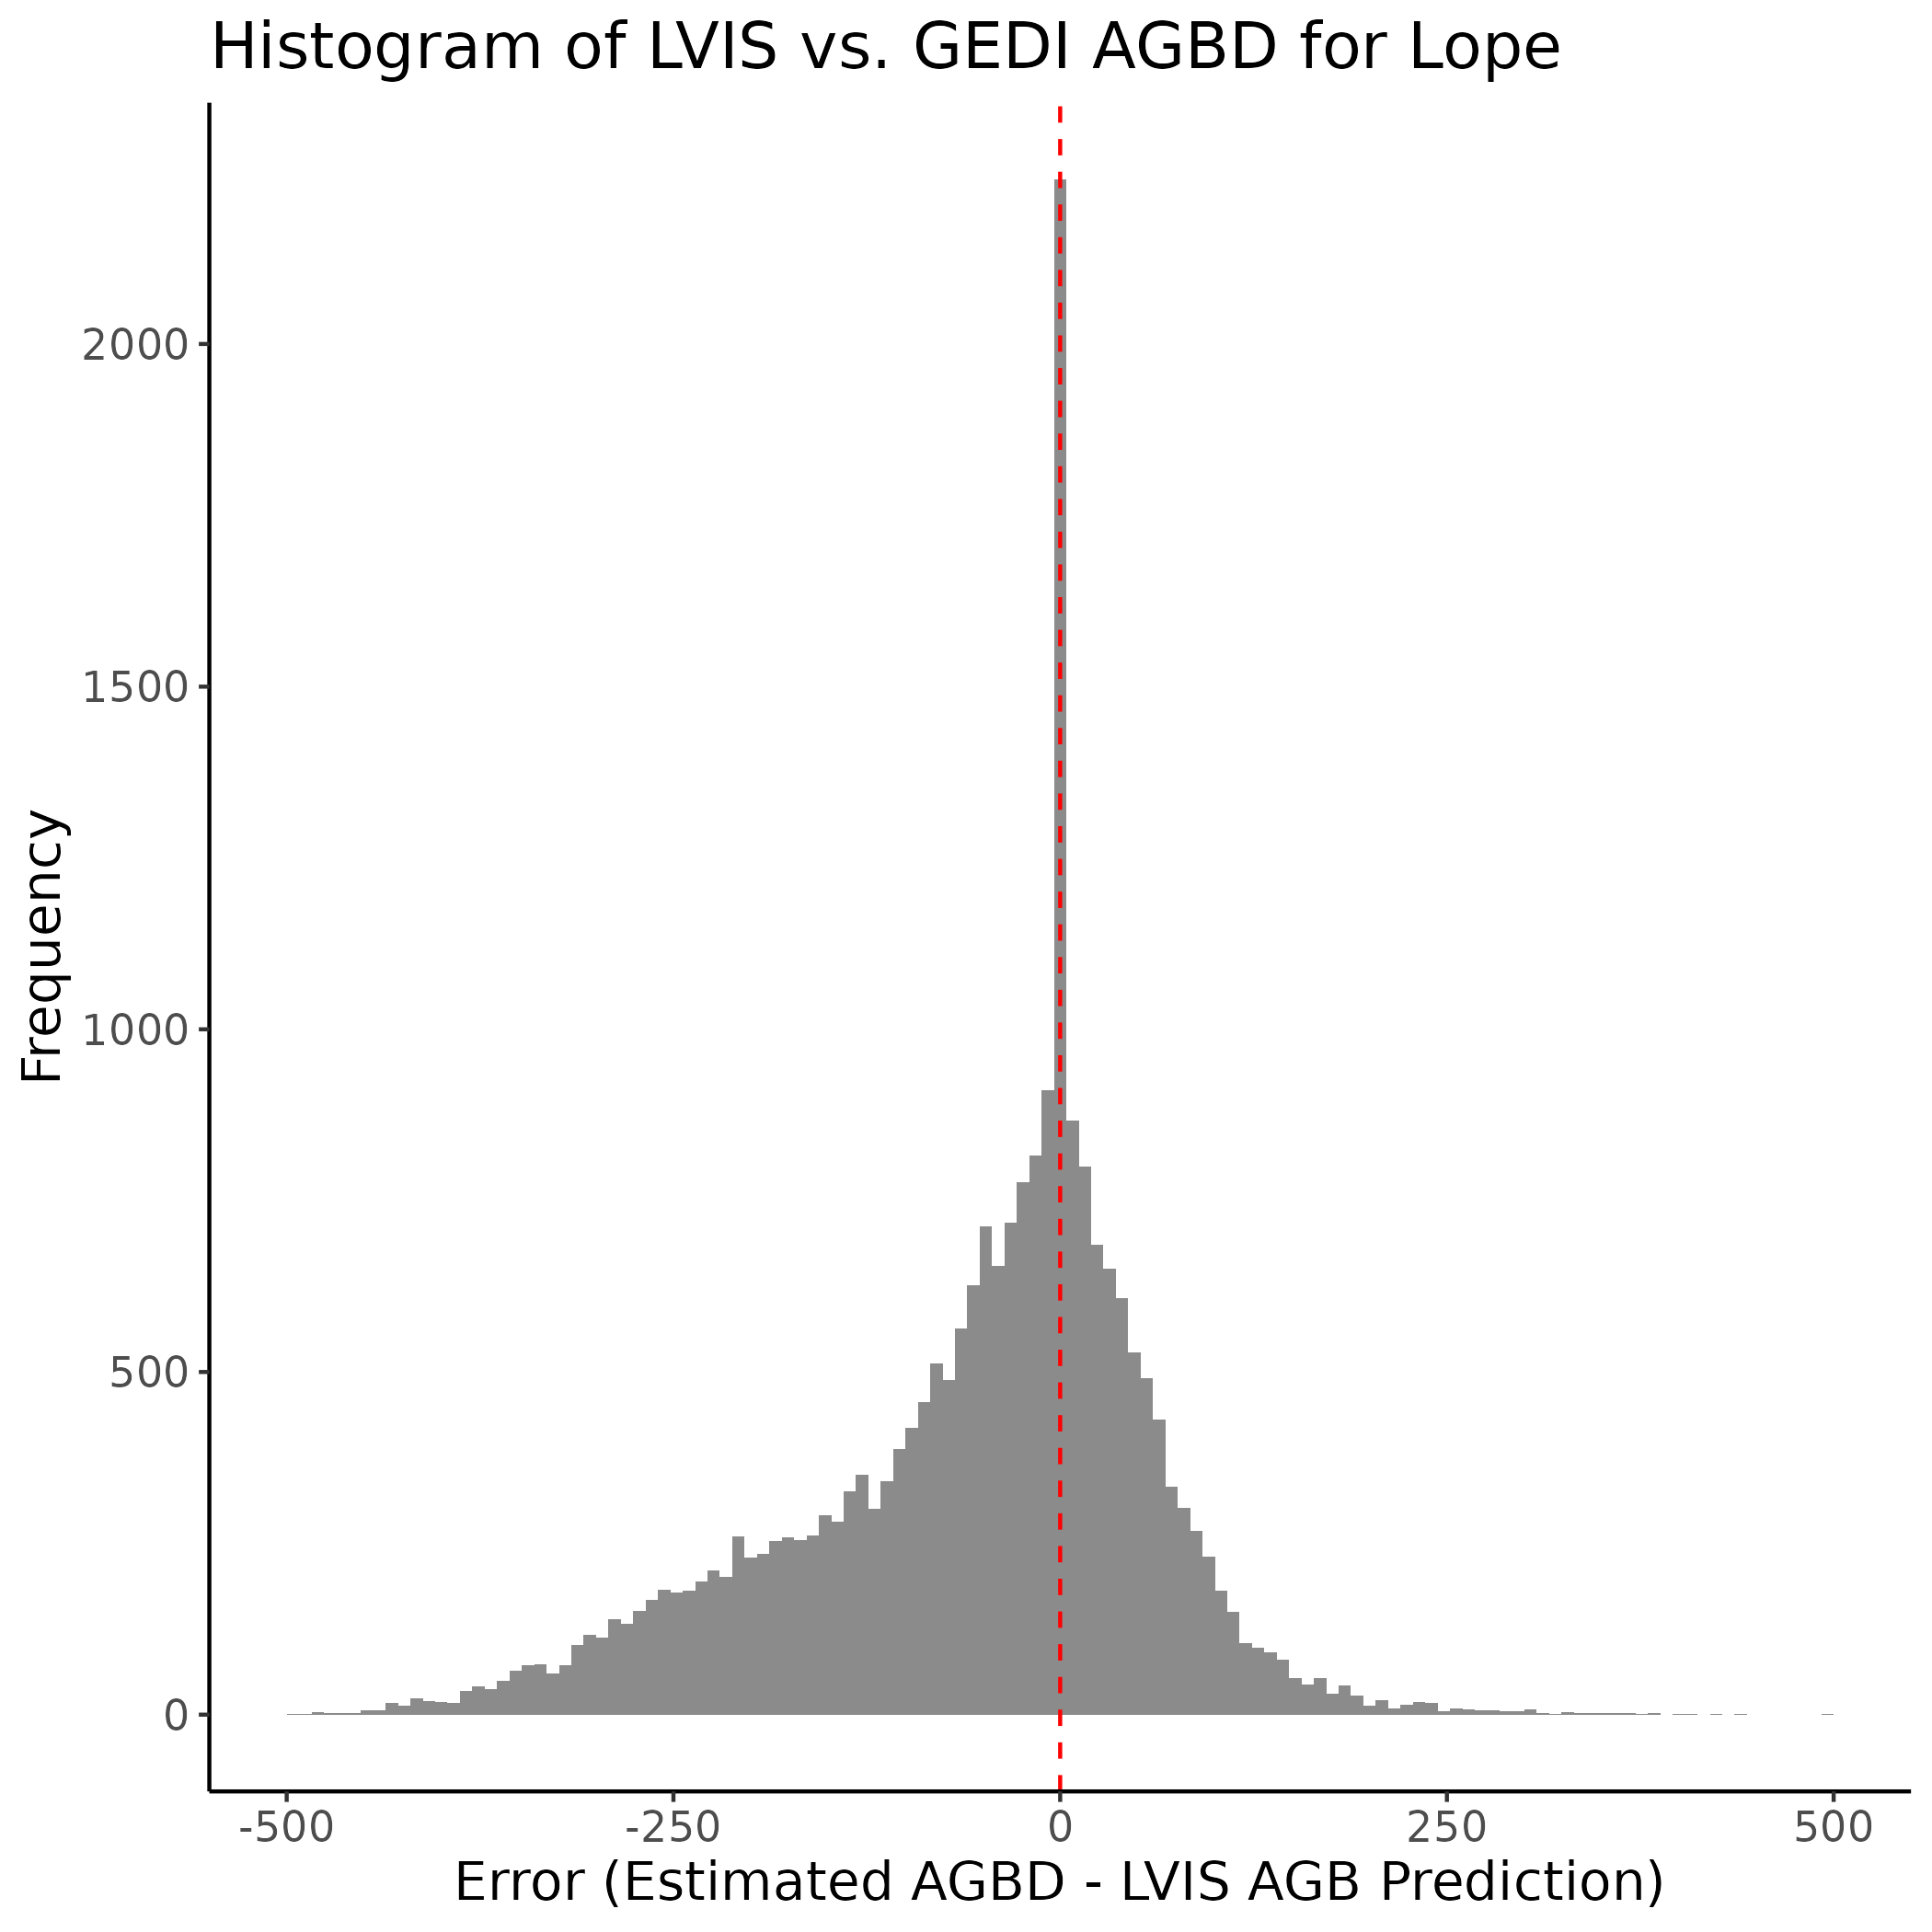 Histogram of LVIS vs. GEDI AGBD for Lope
Frequency
2000
1500
1000
500
0
-500 -250 0 250 500
Error (Estimated AGBD - LVIS AGB Prediction)